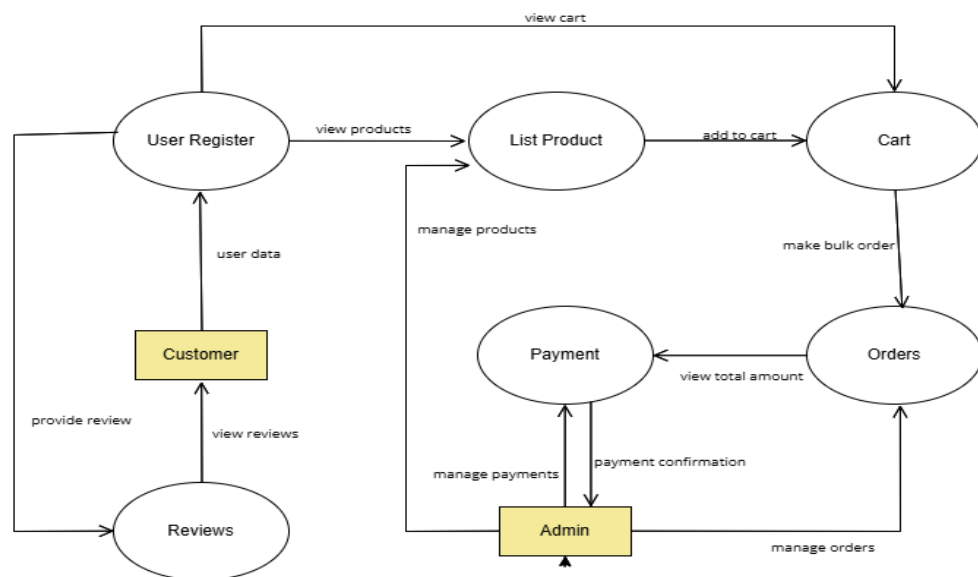 view cart
User Register
view products
List Product
add to cart
Cart
manage products
make bulk order
user data
Customer
Payment
Orders
view total amount
provide review
view reviews
manage payments
payment confirmation
Reviews
Admin
manage orders